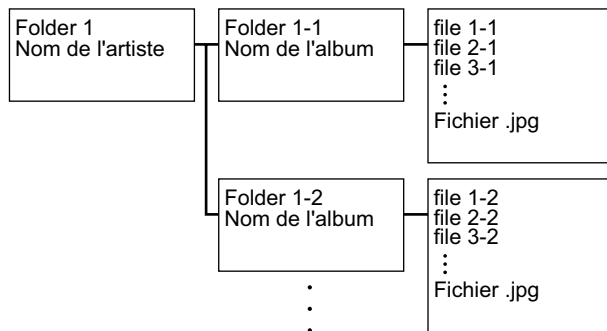 Folder 1
Nom de l'artiste
Folder 1-1
Nom de l'album
file 1-1
file 2-1
file 3-1
Fichier .jpg
Folder 1-2
Nom de l'album
file 1-2
file 2-2
file 3-2
Fichier .jpg